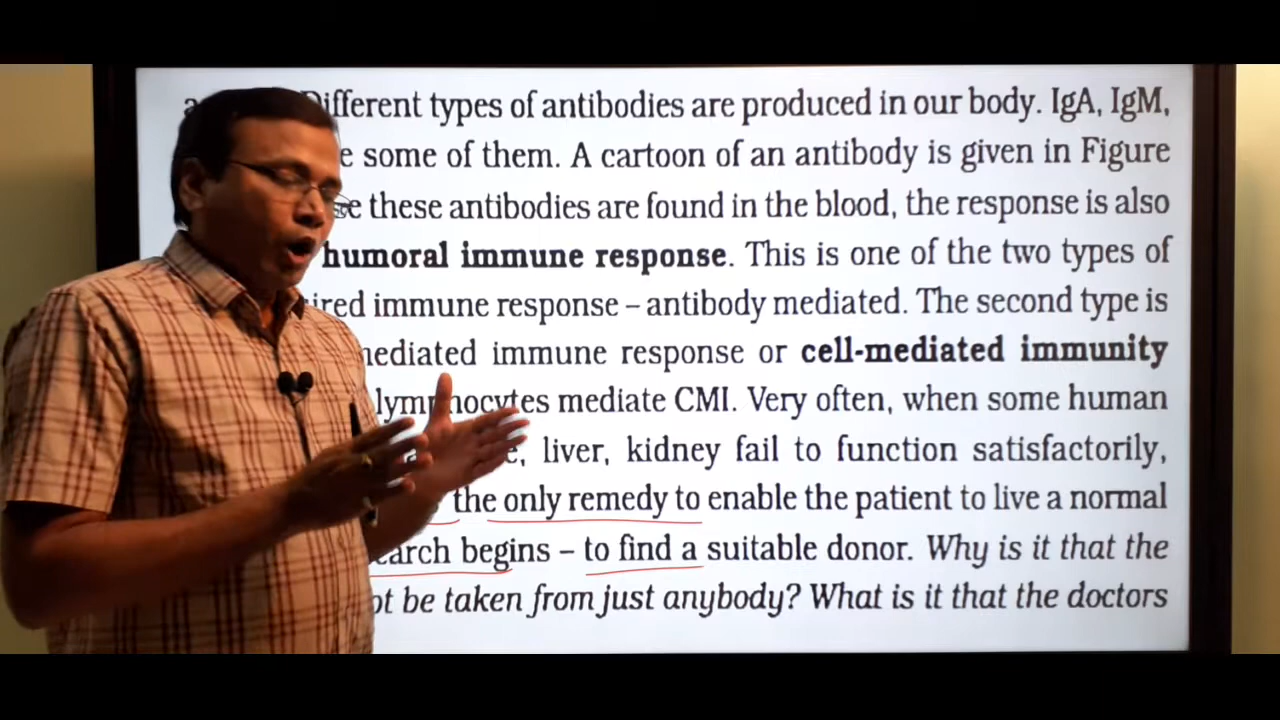 Different types of antibodies are produced in our body. IgA, IgM,
some of them. A cartoon of an antibody is given in Figure
these antibodies are found in the blood, the response is also
humoral immune response. This is one of the two types of
immune response – antibody mediated. The second type is
immune response or cell-mediated immunity
mediate CMI. Very often, when some human
liver, kidney fail to function satisfactorily,
the only remedy to enable the patient to live a normal
begins – to find a suitable donor. Why is it that the
be taken from just anybody? What is it that the doctors